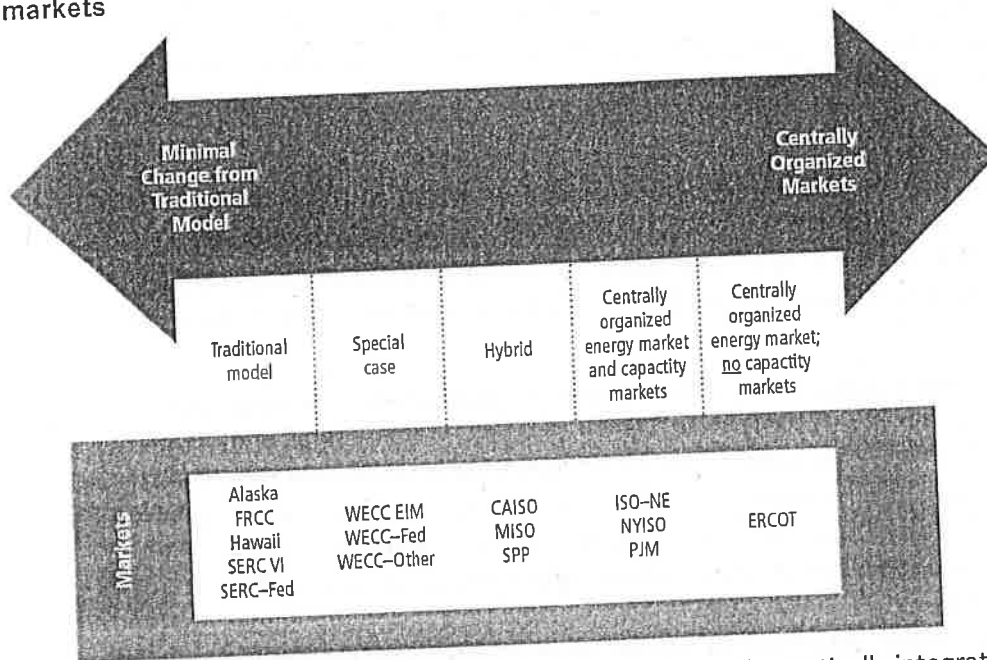 markets
Minimal
Change from
Traditional
Model
Centrally
Organized
Markets
Traditional
model
Special
case
Hybrid
Centrally
organized
energy market
and capactity
markets
Centrally
organized
energy market;
no capactity
markets
Markets
Alaska
FRCC
Hawaii
SERC VI
SERC–Fed
WECC EIM
WECC–Fed
WECC–Other
CAISO
MISO
SPP
ISO–NE
NYISO
PJM
ERCOT